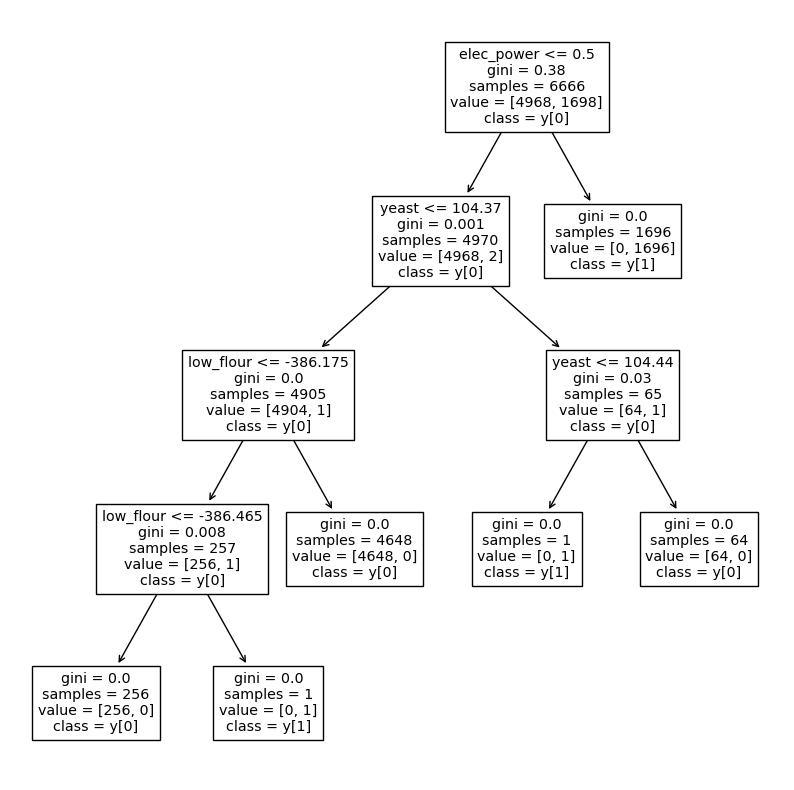 elec_power <= 0.5
gini = 0.38
samples = 6666
value = [4968, 1698]
class = y[0]
yeast <= 104.37
gini = 0.001
samples = 4970
value = [4968, 2]
class = y[0]
gini = 0.0
samples = 1696
value = [0, 1696]
class = y[1]
low_flour <= -386.175
gini = 0.0
samples = 4905
value = [4904, 1]
class = y[0]
yeast <= 104.44
gini = 0.03
samples = 65
value = [64, 1]
class = y[0]
low_flour <= -386.465
gini = 0.008
samples = 257
value = [256, 1]
class = y[0]
gini = 0.0
samples = 4648
value = [4648, 0]
class = y[0]
gini = 0.0
samples = 1
value = [0, 1]
class = y[1]
gini = 0.0
samples = 64
value = [64, 0]
class = y[0]
gini = 0.0
samples = 256
value = [256, 0]
class = y[0]
gini = 0.0
samples = 1
value = [0, 1]
class = y[1]